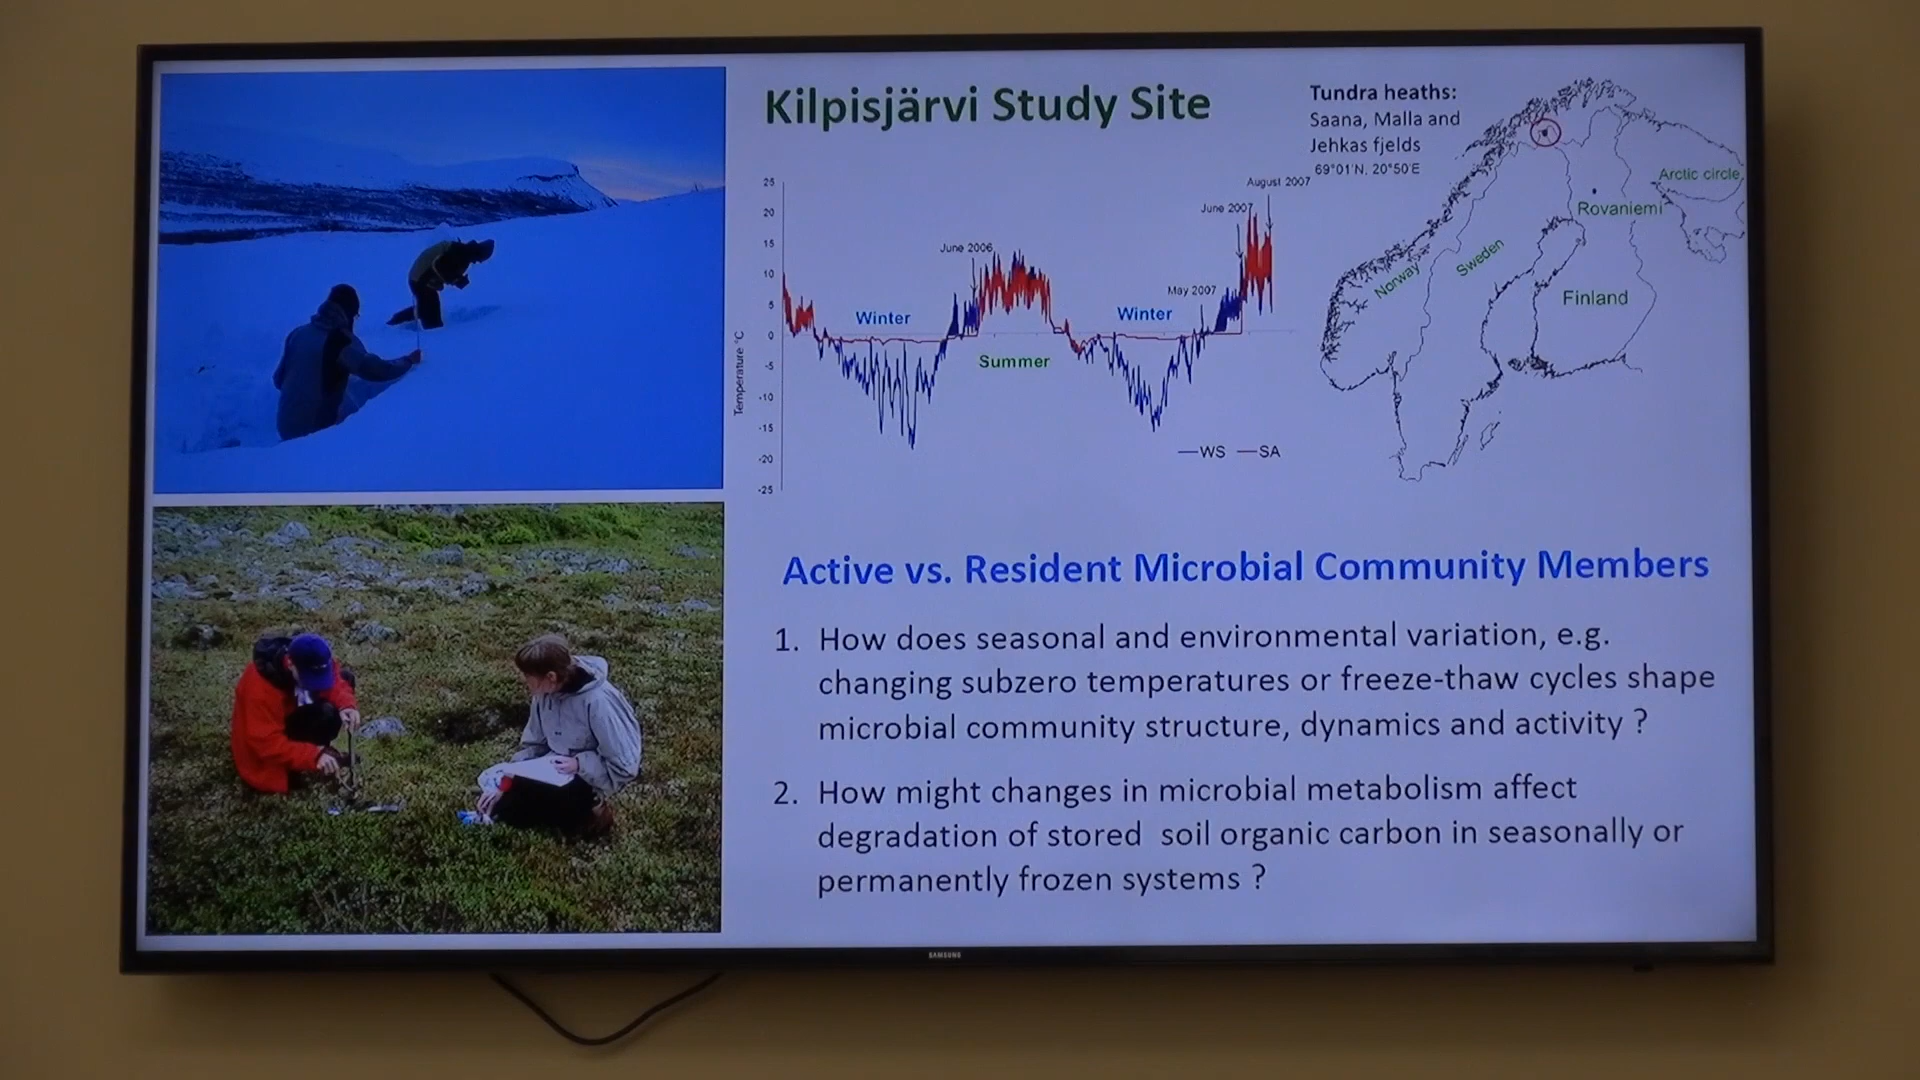 Kilpisjärvi Study Site
Tundra heaths:
Saana, Malla and
Jehkas fjelds
69°01'N, 20°50'E
25
20
15
10
5
0
-5
-10
-15
-20
-25
Temperature °C
Winter
June 2006
Summer
Winter
May 2007
June 2007
August 2007
WS
SA
Arctic circle
Rovaniemi
Norway
Sweden
Finland
Active vs. Resident Microbial Community Members
1. How does seasonal and environmental variation, e.g.
changing subzero temperatures or freeze-thaw cycles shape
microbial community structure, dynamics and activity ?
2. How might changes in microbial metabolism affect
degradation of stored soil organic carbon in seasonally or
permanently frozen systems ?
SAMSUNG